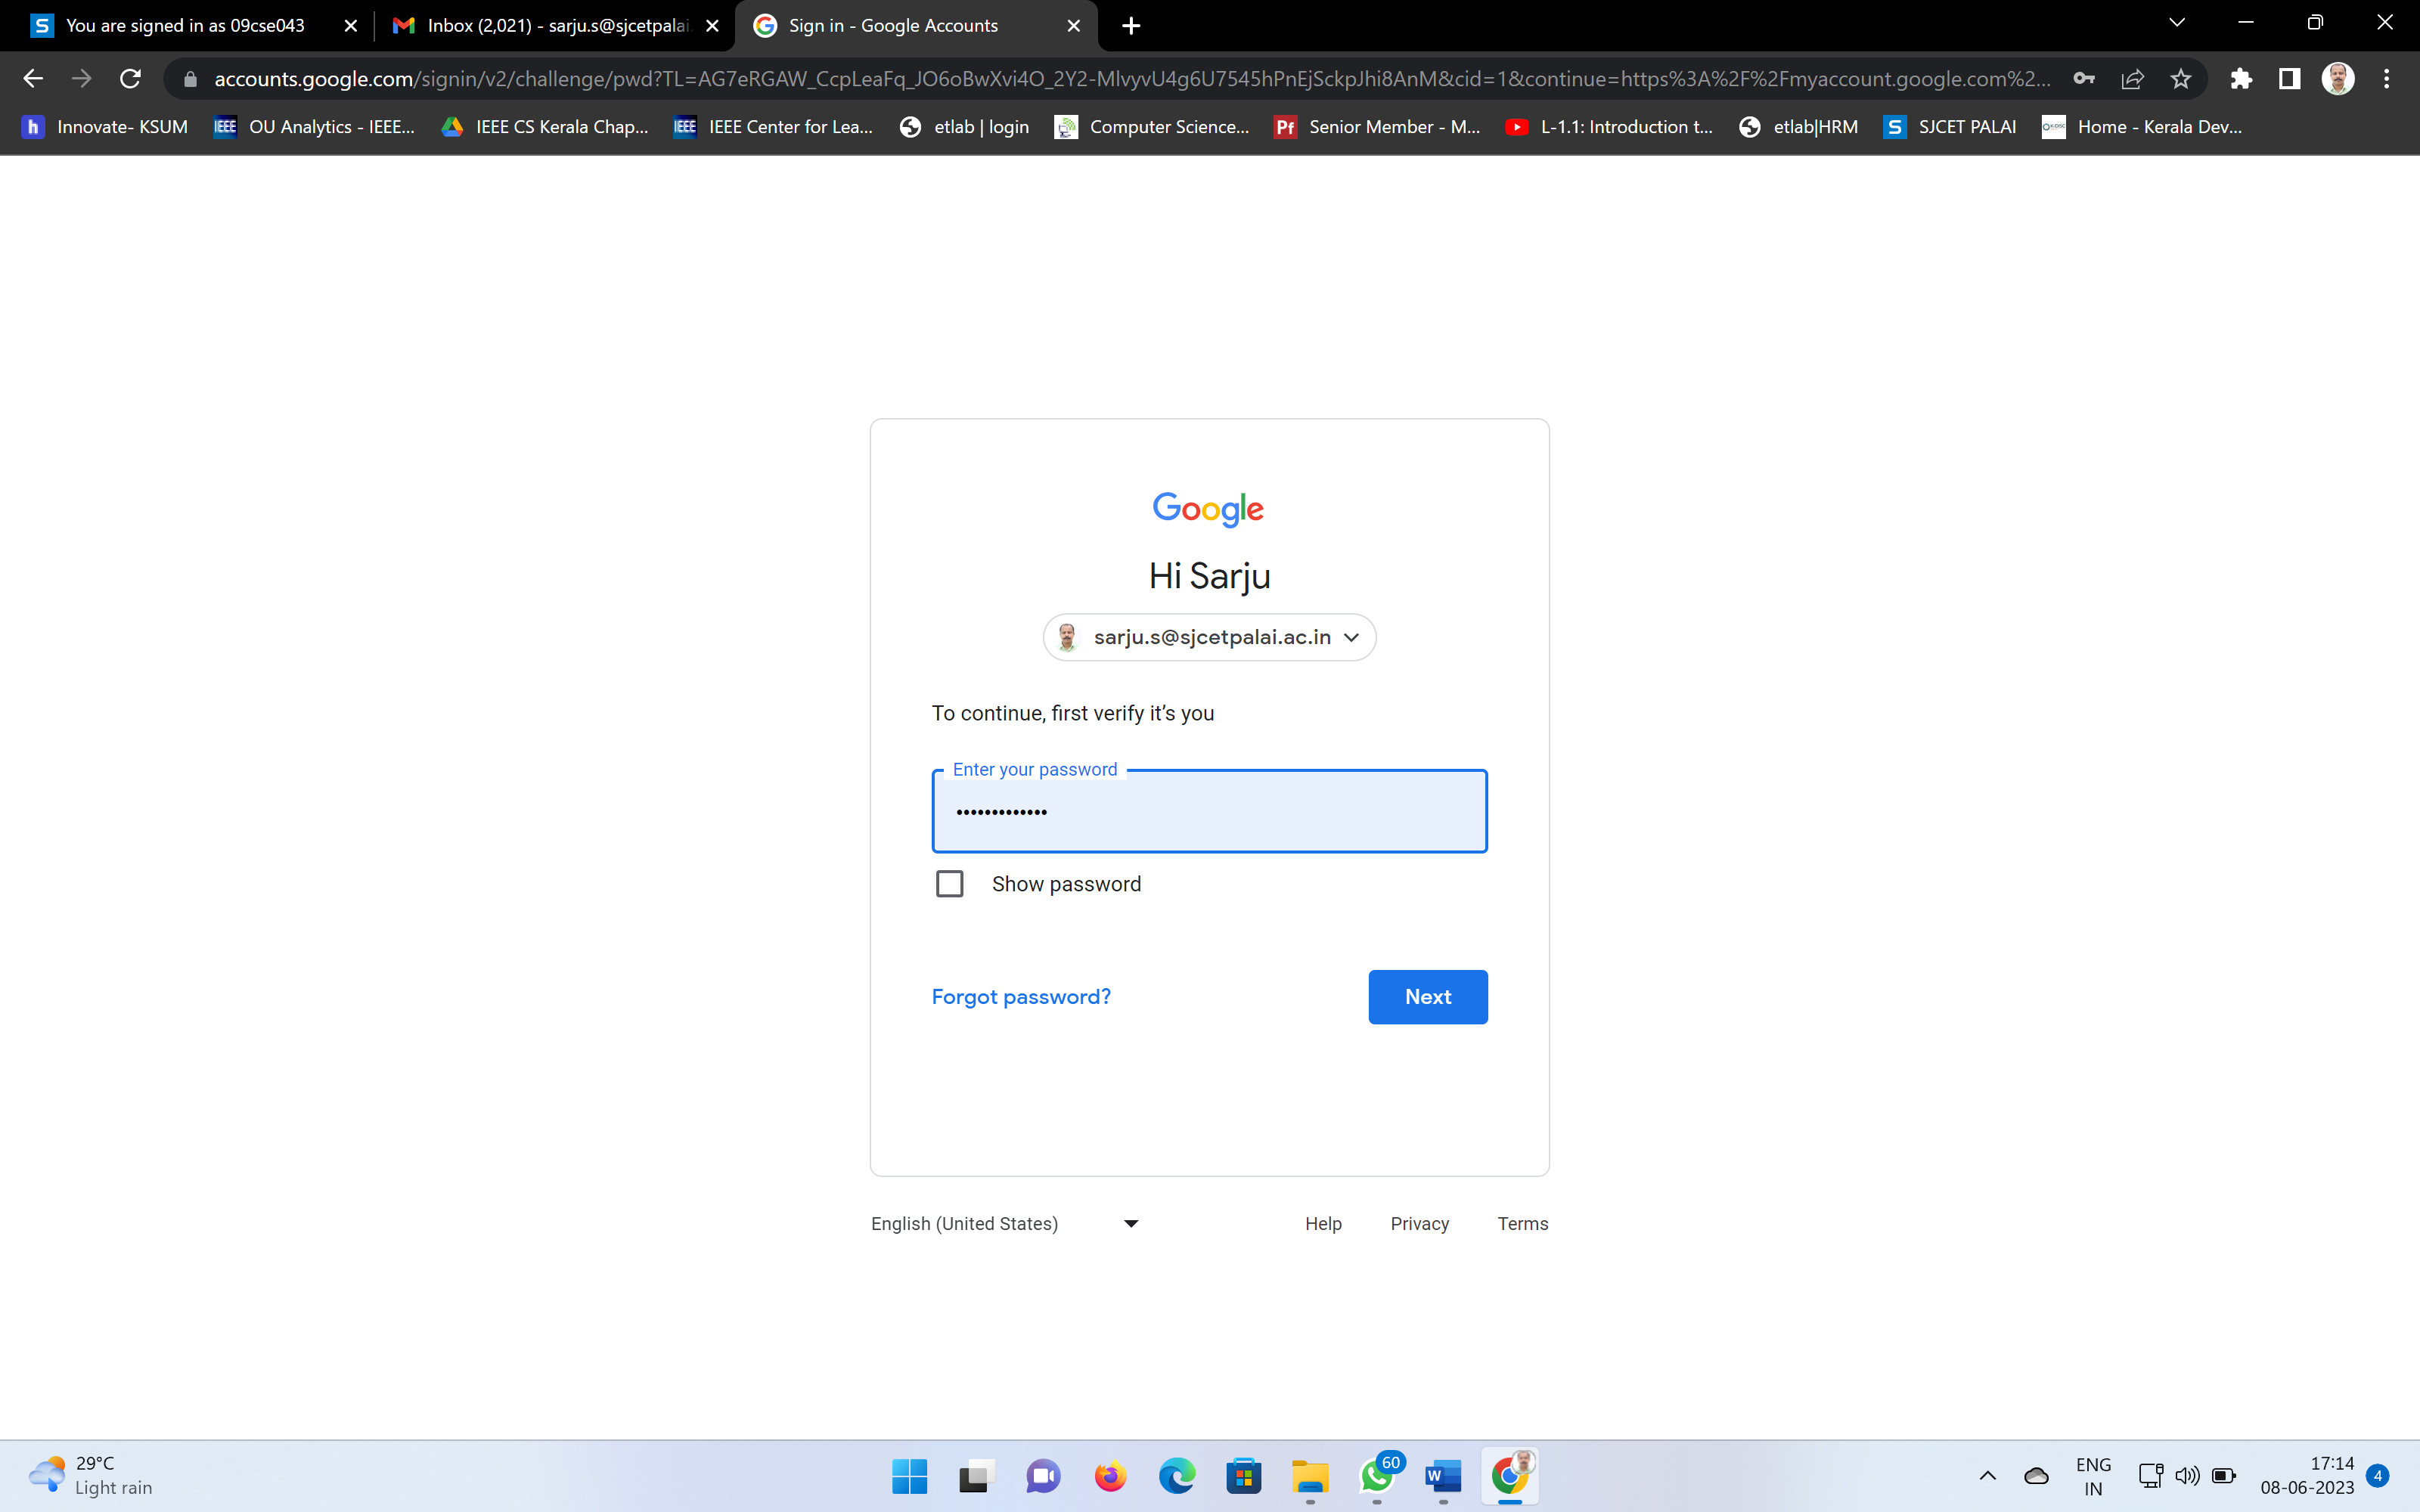 You are signed in as 09cse043
Inbox (2,021) - sarju.s@sjcetpalai.
Sign in - Google Accounts
accounts.google.com/signin/v2/challenge/pwd?TL=AG7eRGAW_CcpLeaFq_JO6oBwXvi4O_2Y2-MlvyvU4g6U7545hPnEjSckpJhi8AnM&cid=1&continue=https%3A%2F%2Fmyaccount.google.com%2...
Innovate- KSUM
IEEE OU Analytics - IEEE...
IEEE CS Kerala Chap...
IEEE IEEE Center for Lea...
etlab | login
Computer Science...
Pf Senior Member - M...
L-1.1: Introduction t...
etlab|HRM
S SJCET PALAI
Home - Kerala Dev...
Google
Hi Sarju
sarju.s@sjcetpalai.ac.in
To continue, first verify it’s you
Enter your password
•••••••••••••
Show password
Forgot password?
Next
English (United States)
Help
Privacy
Terms
29°C
Light rain
60
W
ENG
IN
17:14
08-06-2023
4